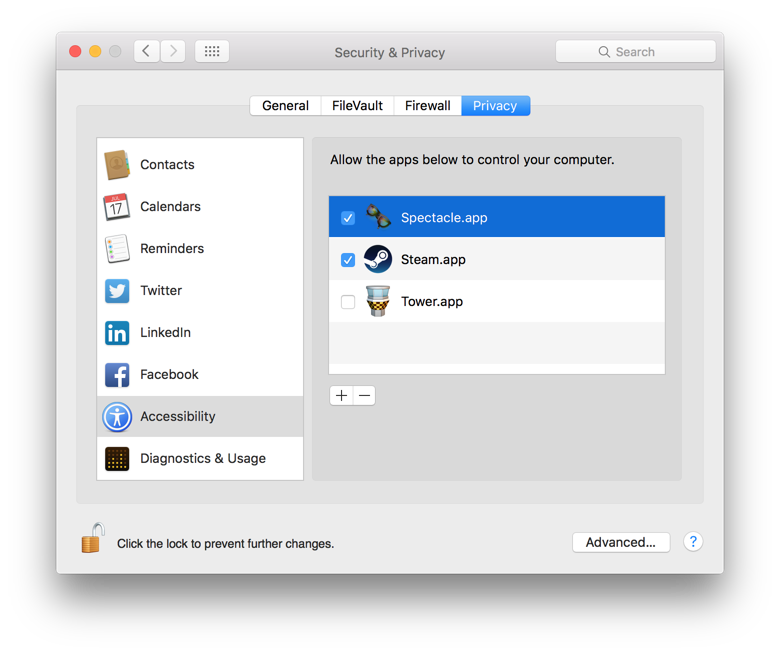 Security & Privacy
Search
General
FileVault
Firewall
Privacy
Contacts
JUL
17
Calendars
Reminders
Twitter
in
LinkedIn
f
Facebook
Accessibility
Diagnostics & Usage
Allow the apps below to control your computer.
Spectacle.app
Steam.app
Tower.app
+
−
Click the lock to prevent further changes.
Advanced...
?